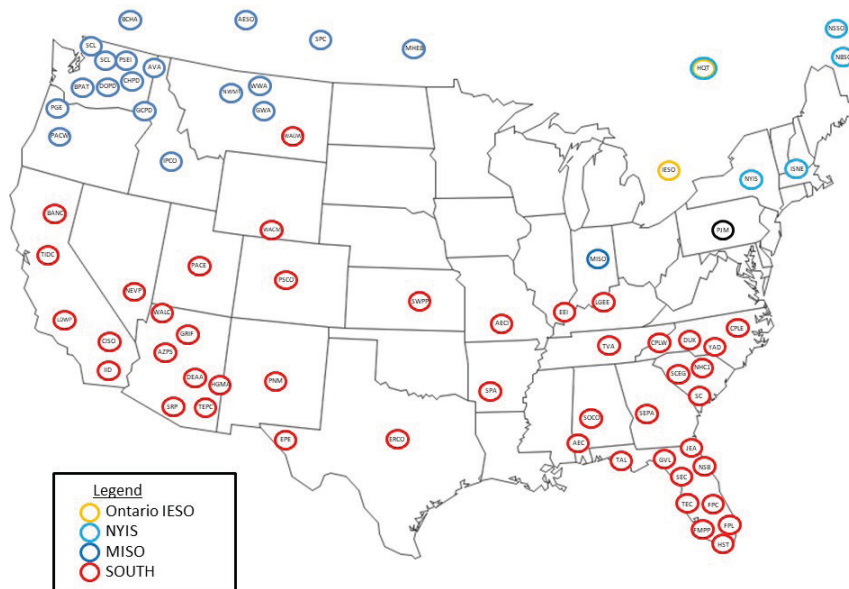 BCHA
AESO
SPC
MHEB
NSSO
NBSO
HQT
SCL
SCL
PSEI
AVA
BPAT
DOPD
CHPD
GCPD
PGE
PACW
IPCO
NWMT
WWA
GWA
WAUW
IESO
NYIS
ISNE
PJM
MISO
BANC
TIDC
WACM
PACE
PSCO
NEVP
WALC
LDWP
CISO
IID
GRIF
AZPS
DEAA
HGMA
SRP
TEPC
PNM
EPE
ERCO
SWPP
AECI
SPA
EEI
LGEE
TVA
CPLW
DUK
YAD
CPLE
SCEG
SC
SOCO
SEPA
AEC
TAL
GVL
JEA
NSB
SEC
TEC
FPC
FMPP
FPL
HST
Legend
Ontario IESO
NYIS
MISO
SOUTH